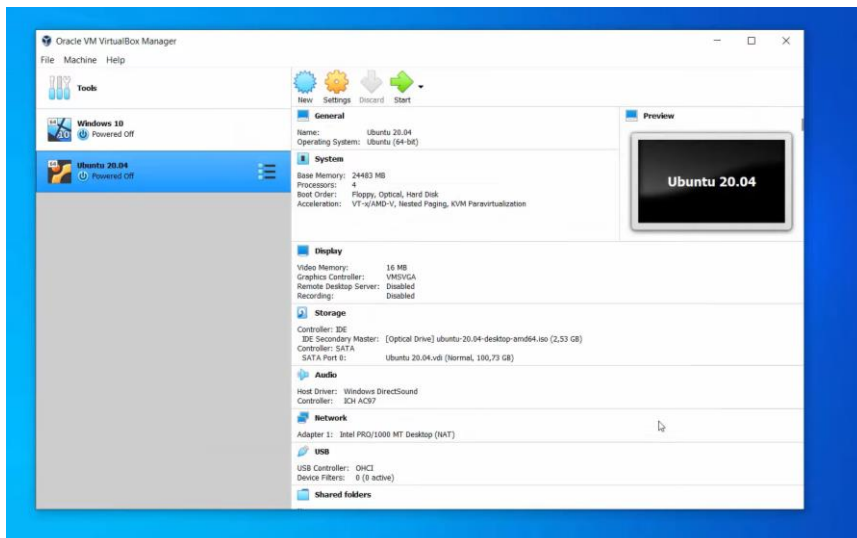 Oracle VM VirtualBox Manager
File Machine Help
Tools
New Settings Discard Start
Windows 10
Powered Off
Ubuntu 20.04
Powered Off
General
Name: Ubuntu 20.04
Operating System: Ubuntu (64-bit)
Preview
Ubuntu 20.04
System
Base Memory: 24483 MB
Processors: 4
Boot Order: Floppy, Optical, Hard Disk
Acceleration: VT-x/AMD-V, Nested Paging, KVM Paravirtualization
Display
Video Memory: 16 MB
Graphics Controller: VMSVGA
Remote Desktop Server: Disabled
Recording: Disabled
Storage
Controller: IDE
IDE Secondary Master: [Optical Drive] ubuntu-20.04-desktop-amd64.iso (2,53 GB)
Controller: SATA
SATA Port 0: Ubuntu 20.04.vdi (Normal, 100,73 GB)
Audio
Host Driver: Windows DirectSound
Controller: ICH AC97
Network
Adapter 1: Intel PRO/1000 MT Desktop (NAT)
USB
USB Controller: OHCI
Device Filters: 0 (0 active)
Shared folders